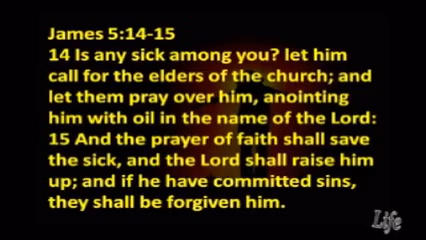 James 5:14-15
14 Is any sick among you? let him
call for the elders of the church; and
let them pray over him, anointing
him with oil in the name of the Lord:
15 And the prayer of faith shall save
the sick, and the Lord shall raise him
up; and if he have committed sins,
they shall be forgiven him.
Life